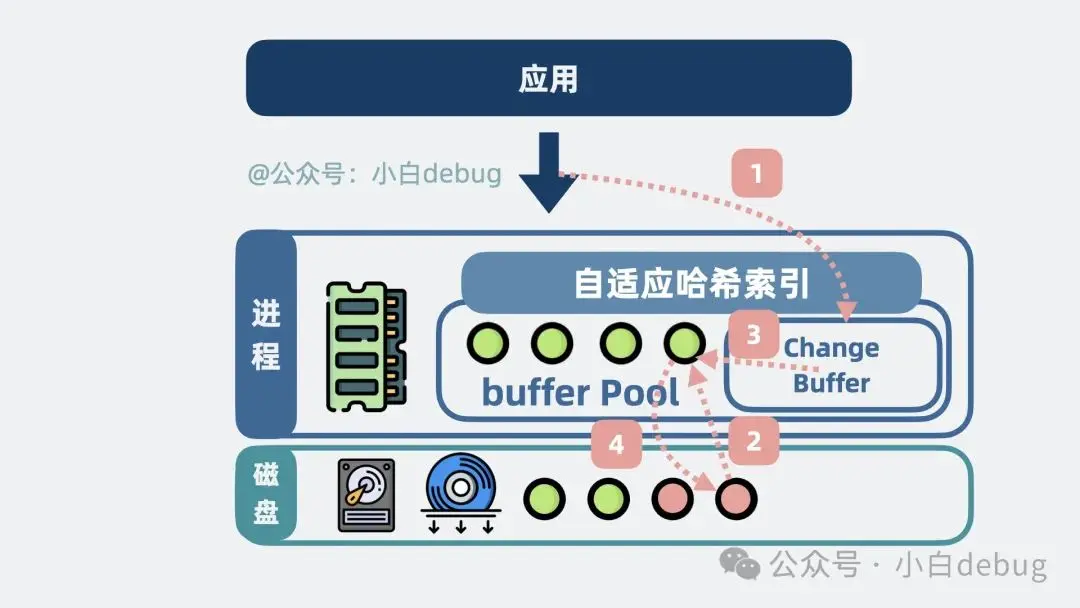 应用
@公众号：小白debug
1
进
程
自适应哈希索引
3
Change
Buffer
buffer Pool
4
2
磁
盘
公众号 · 小白debug